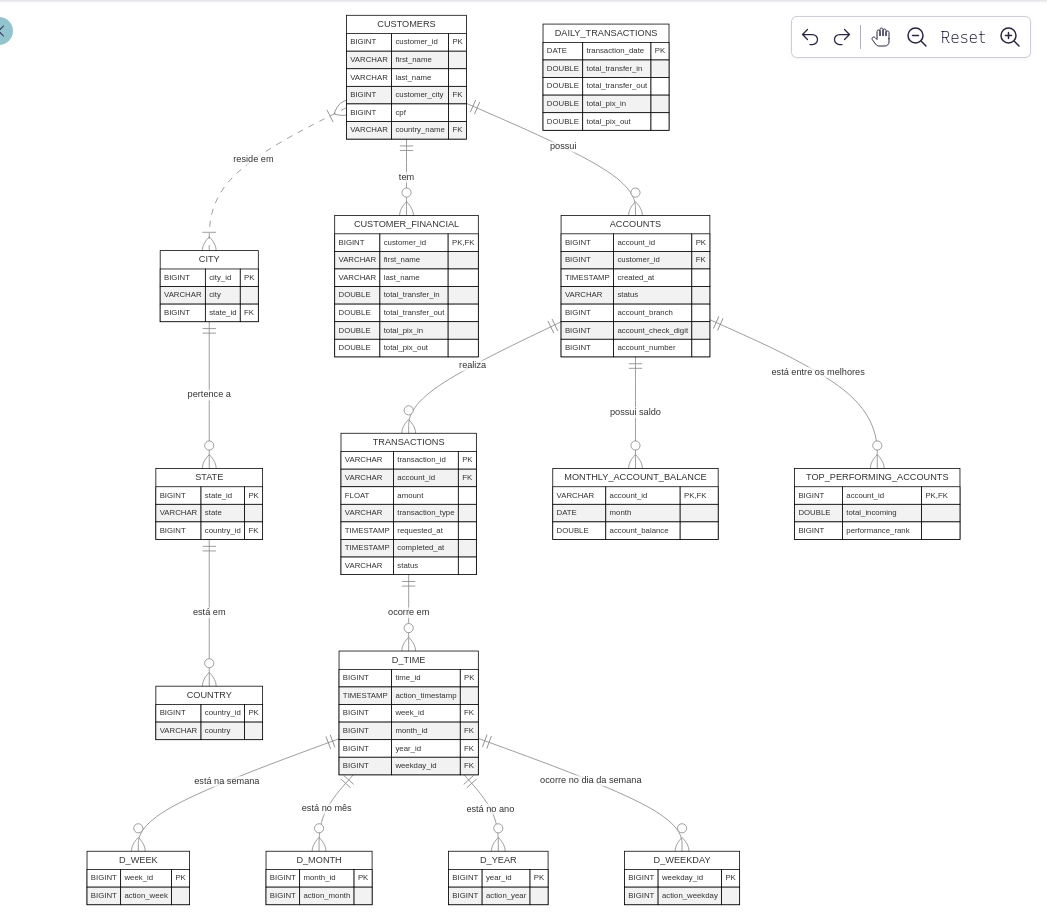 CUSTOMERS
BIGINT customer_id PK
VARCHAR first_name
VARCHAR last_name
BIGINT customer_city FK
BIGINT cpf
VARCHAR country_name FK
DAILY_TRANSACTIONS
DATE transaction_date PK
DOUBLE total_transfer_in
DOUBLE total_transfer_out
DOUBLE total_pix_in
DOUBLE total_pix_out
Reset
reside em
tem
possui
CITY
BIGINT city_id PK
VARCHAR city
BIGINT state_id FK
CUSTOMER_FINANCIAL
BIGINT customer_id PK,FK
VARCHAR first_name
VARCHAR last_name
DOUBLE total_transfer_in
DOUBLE total_transfer_out
DOUBLE total_pix_in
DOUBLE total_pix_out
ACCOUNTS
BIGINT account_id PK
BIGINT customer_id FK
TIMESTAMP created_at
VARCHAR status
BIGINT account_branch
BIGINT account_check_digit
BIGINT account_number
pertence a
realiza
possui saldo
está entre os melhores
STATE
BIGINT state_id PK
VARCHAR state
BIGINT country_id FK
TRANSACTIONS
VARCHAR transaction_id PK
VARCHAR account_id FK
FLOAT amount
VARCHAR transaction_type
TIMESTAMP requested_at
TIMESTAMP completed_at
VARCHAR status
MONTHLY_ACCOUNT_BALANCE
VARCHAR account_id PK,FK
DATE month
DOUBLE account_balance
TOP_PERFORMING_ACCOUNTS
BIGINT account_id PK,FK
DOUBLE total_incoming
BIGINT performance_rank
está em
ocorre em
COUNTRY
BIGINT country_id PK
VARCHAR country
D_TIME
BIGINT time_id PK
TIMESTAMP action_timestamp
BIGINT week_id FK
BIGINT month_id FK
BIGINT year_id FK
BIGINT weekday_id FK
está na semana
está no mês
está no ano
ocorre no dia da semana
D_WEEK
BIGINT week_id PK
BIGINT action_week
D_MONTH
BIGINT month_id PK
BIGINT action_month
D_YEAR
BIGINT year_id PK
BIGINT action_year
D_WEEKDAY
BIGINT weekday_id PK
BIGINT action_weekday